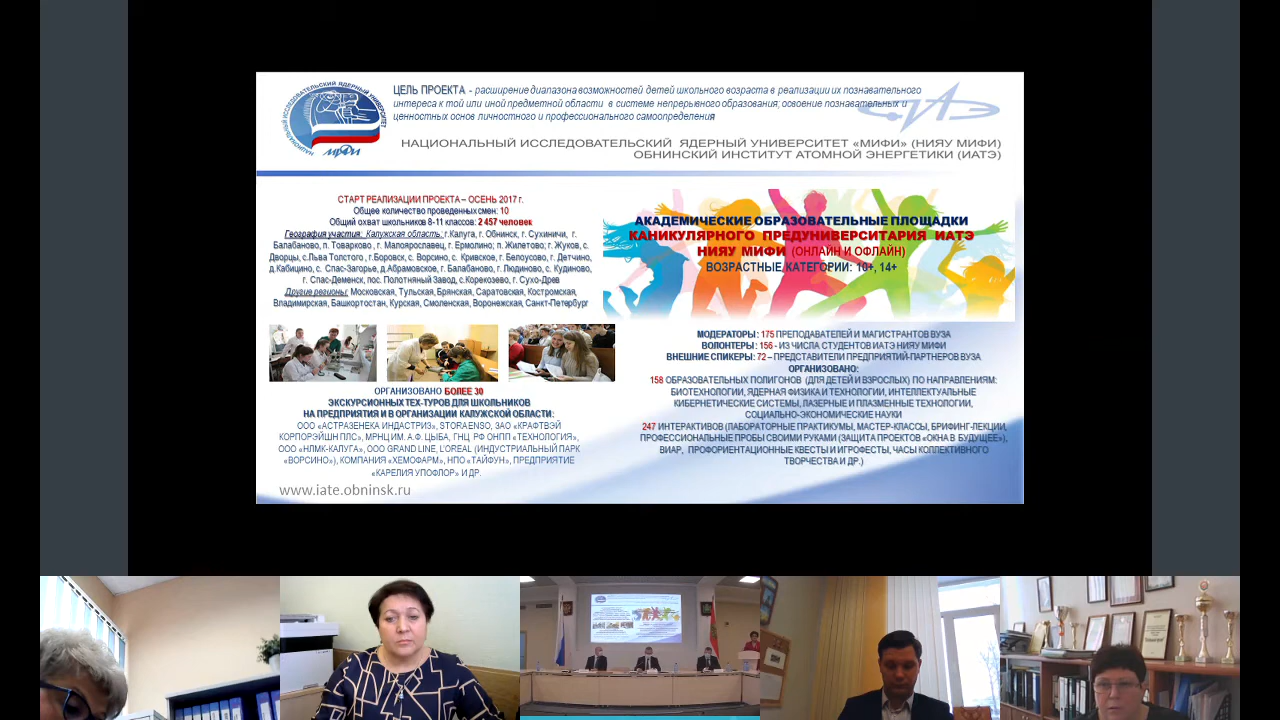 ЦЕЛЬ ПРОЕКТА - расширение диапазона возможностей детей школьного возраста в реализации их познавательного
интереса к той или иной предметной области в системе непрерывного образования; освоение познавательных и
ценностных основ личностного и профессионального самоопределения
НАЦИОНАЛЬНЫЙ ИССЛЕДОВАТЕЛЬСКИЙ ЯДЕРНЫЙ УНИВЕРСИТЕТ
МИФИ
ИАТЭ
НАЦИОНАЛЬНЫЙ ИССЛЕДОВАТЕЛЬСКИЙ ЯДЕРНЫЙ УНИВЕРСИТЕТ «МИФИ» (НИЯУ МИФИ)
ОБНИНСКИЙ ИНСТИТУТ АТОМНОЙ ЭНЕРГЕТИКИ (ИАТЭ)
СТАРТ РЕАЛИЗАЦИИ ПРОЕКТА – ОСЕНЬ 2017 г.
Общее количество проведенных смен: 10
Общий охват школьников 8-11 классов: 2 457 человек
География участия: Калужская область: г.Калуга, г. Обнинск, г. Сухиничи, г.
Балабаново, п. Товарково , г. Малоярославец, г. Ермолино; п. Жилетово; г. Жуков, с.
Дворцы, с.Льва Толстого , г.Боровск, с. Ворсино, с. Кривское, г. Белоусово, г. Детчино,
д.Кабицино, с. Спас-Загорье, д.Абрамовское, г. Балабаново, г. Людиново, с. Кудиново,
г. Спас-Деменск, пос. Полотняный Завод, с.Корекозево, г. Сухо-Древ
Другие регионы: Московская, Тульская, Брянская, Саратовская, Костромская,
Владимирская, Башкортостан, Курская, Смоленская, Воронежская, Санкт-Петербург
ОРГАНИЗОВАНО БОЛЕЕ 30
ЭКСКУРСИОННЫХ ТЕХ-ТУРОВ ДЛЯ ШКОЛЬНИКОВ
НА ПРЕДПРИЯТИЯ И В ОРГАНИЗАЦИИ КАЛУЖСКОЙ ОБЛАСТИ:
ООО «АСТРАЗЕНЕКА ИНДАСТРИЗ», STORA ENSO, ЗАО «КРАФТВЭЙ
КОРПОРЭЙШН ПЛС», МРНЦ ИМ. А.Ф. ЦЫБА, ГНЦ РФ ОНПП «ТЕХНОЛОГИЯ»,
ООО «НЛМК-КАЛУГА», ООО GRAND LINE, L'OREAL (ИНДУСТРИАЛЬНЫЙ ПАРК
«ВОРСИНО»), КОМПАНИЯ «ХЕМОФАРМ», НПО «ТАЙФУН», ПРЕДПРИЯТИЕ
«КАРЕЛИЯ УПОФЛОР» И ДР.
www.iate.obninsk.ru
АКАДЕМИЧЕСКИЕ ОБРАЗОВАТЕЛЬНЫЕ ПЛОЩАДКИ
КАНИКУЛЯРНОГО ПРЕДУНИВЕРСИТАРИЯ ИАТЭ
НИЯУ МИФИ (ОНЛАЙН И ОФЛАЙН)
ВОЗРАСТНЫЕ КАТЕГОРИИ: 10+, 14+
МОДЕРАТОРЫ: 175 ПРЕПОДАВАТЕЛЕЙ И МАГИСТРАНТОВ ВУЗА
ВОЛОНТЕРЫ: 156 - ИЗ ЧИСЛА СТУДЕНТОВ ИАТЭ НИЯУ МИФИ
ВНЕШНИЕ СПИКЕРЫ: 72 – ПРЕДСТАВИТЕЛИ ПРЕДПРИЯТИЙ-ПАРТНЕРОВ ВУЗА
ОРГАНИЗОВАНО:
158 ОБРАЗОВАТЕЛЬНЫХ ПОЛИГОНОВ (ДЛЯ ДЕТЕЙ И ВЗРОСЛЫХ) ПО НАПРАВЛЕНИЯМ:
БИОТЕХНОЛОГИИ, ЯДЕРНАЯ ФИЗИКА И ТЕХНОЛОГИИ, ИНТЕЛЛЕКТУАЛЬНЫЕ
КИБЕРНЕТИЧЕСКИЕ СИСТЕМЫ, ЛАЗЕРНЫЕ И ПЛАЗМЕННЫЕ ТЕХНОЛОГИИ,
СОЦИАЛЬНО-ЭКОНОМИЧЕСКИЕ НАУКИ
247 ИНТЕРАКТИВОВ (ЛАБОРАТОРНЫЕ ПРАКТИКУМЫ, МАСТЕР-КЛАССЫ, БРИФИНГ-ЛЕКЦИИ,
ПРОФЕССИОНАЛЬНЫЕ ПРОБЫ СВОИМИ РУКАМИ (ЗАЩИТА ПРОЕКТОВ «ОКНА В БУДУЩЕЕ»),
ВИАР, ПРОФОРИЕНТАЦИОННЫЕ КВЕСТЫ И ИГРОФЕСТЫ, ЧАСЫ КОЛЛЕКТИВНОГО
ТВОРЧЕСТВА И ДР.)